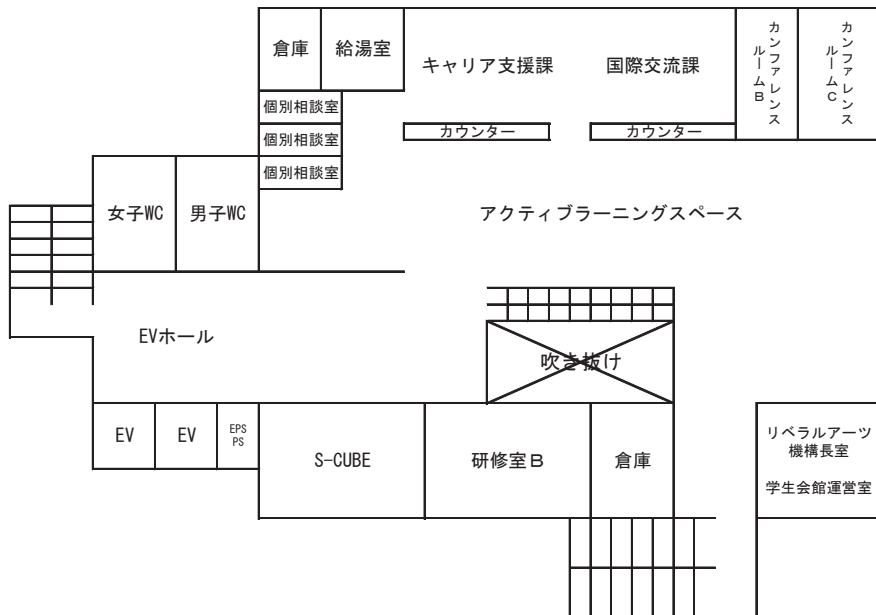 倉庫
給湯室
キャリア支援課
国際交流課
カンファレンス
ルームB
カンファレンス
ルームC
個別相談室
個別相談室
個別相談室
カウンター
カウンター
女子WC
男子WC
アクティブラーニングスペース
EVホール
吹き抜け
EV
EV
EPS
PS
S-CUBE
研修室B
倉庫
リベラルアーツ
機構長室
学生会館運営室